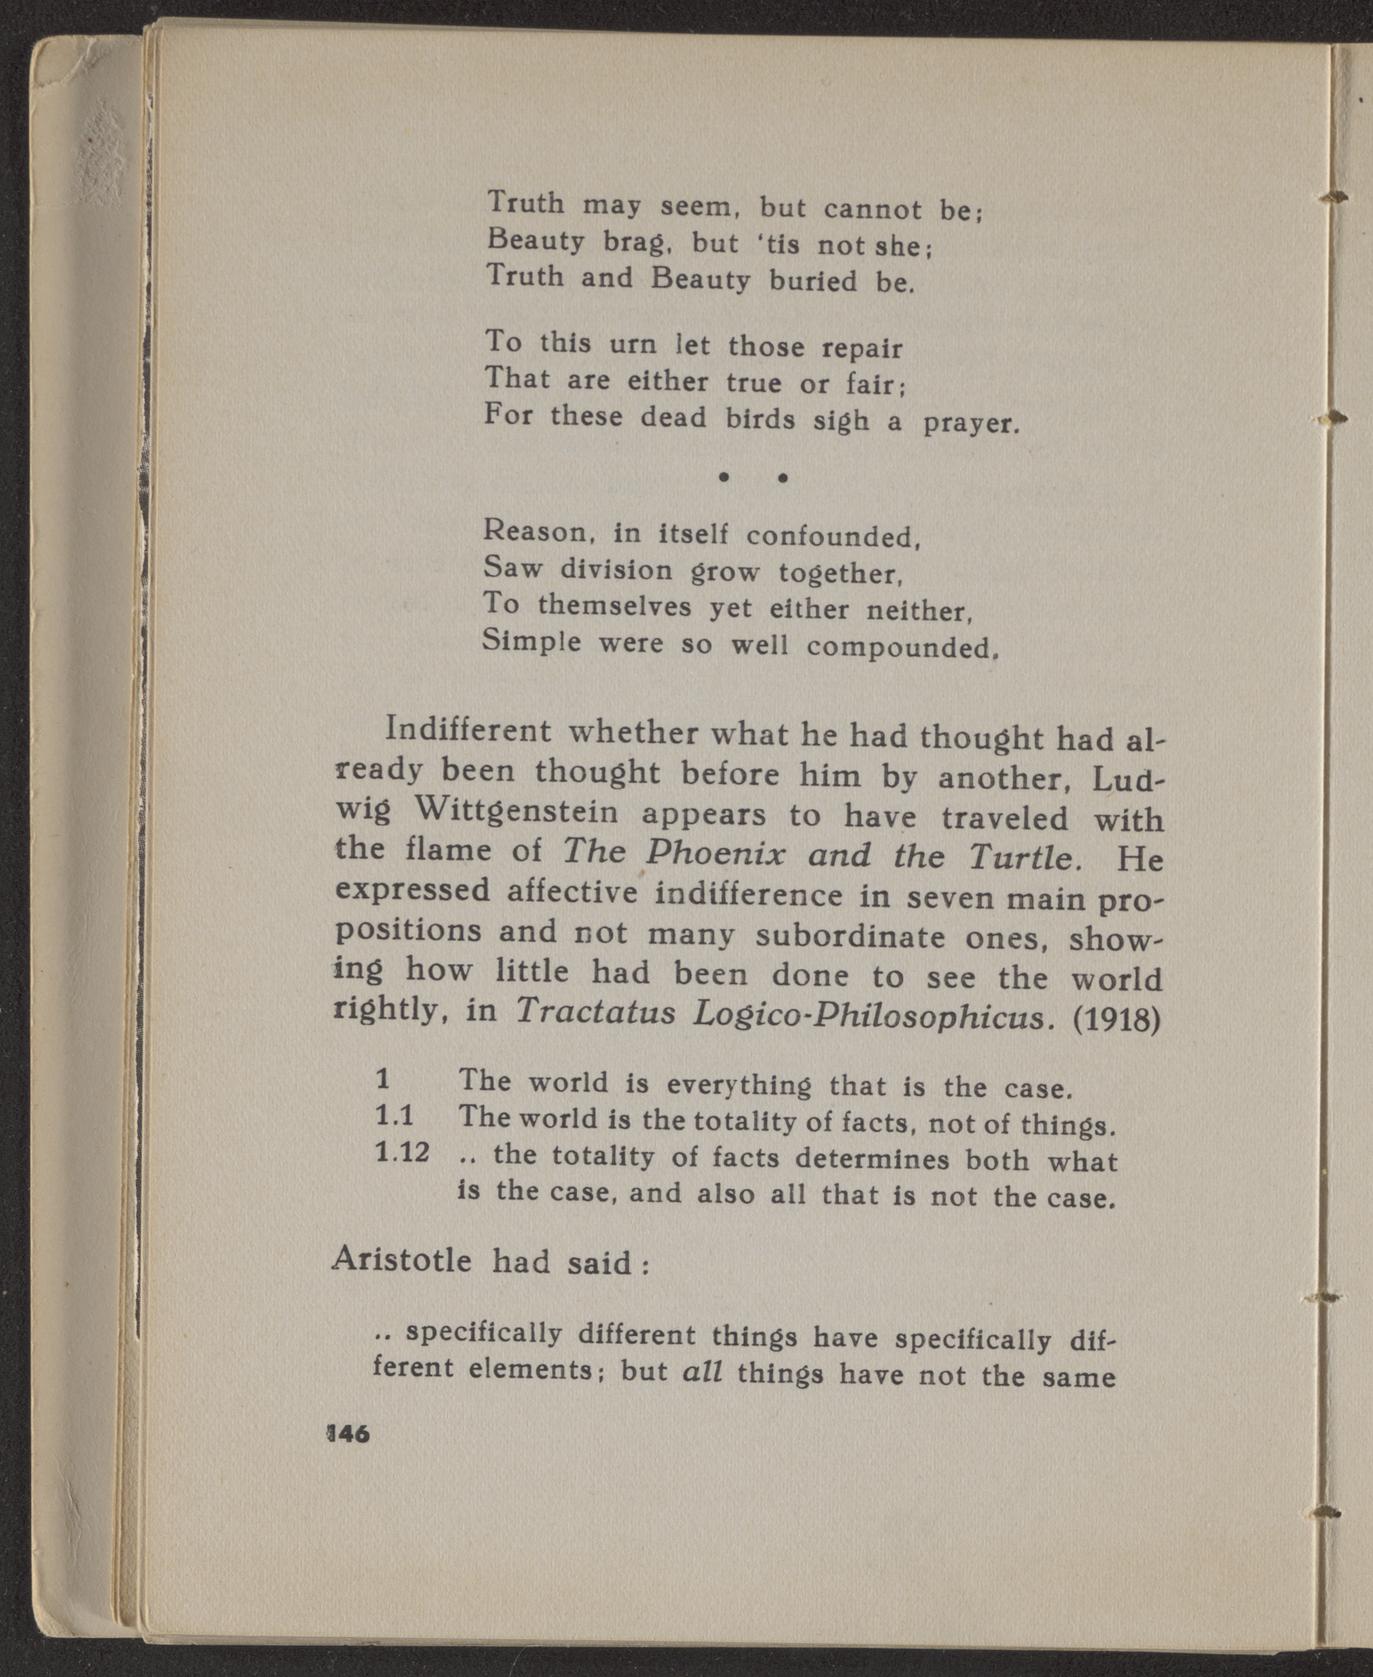 Truth may seem, but cannot be;
Beauty brag, but ‘tis not she;
Truth and Beauty buried be.
To this urn let those repair
That are either true or fair;
For these dead birds sigh a prayer.
• •
Reason, in itself confounded,
Saw division grow together,
To themselves yet either neither,
Simple were so well compounded.
Indifferent whether what he had thought had al-
ready been thought before him by another, Lud-
wig Wittgenstein appears to have traveled with
the flame of The Phoenix and the Turtle. He
expressed affective indifference in seven main pro-
positions and not many subordinate ones, show-
ing how little had been done to see the world
rightly, in Tractatus Logico-Philosophicus. (1918)
1 The world is everything that is the case.
1.1 The world is the totality of facts, not of things.
1.12 .. the totality of facts determines both what
is the case, and also all that is not the case.
Aristotle had said :
.. specifically different things have specifically dif-
ferent elements; but all things have not the same
146